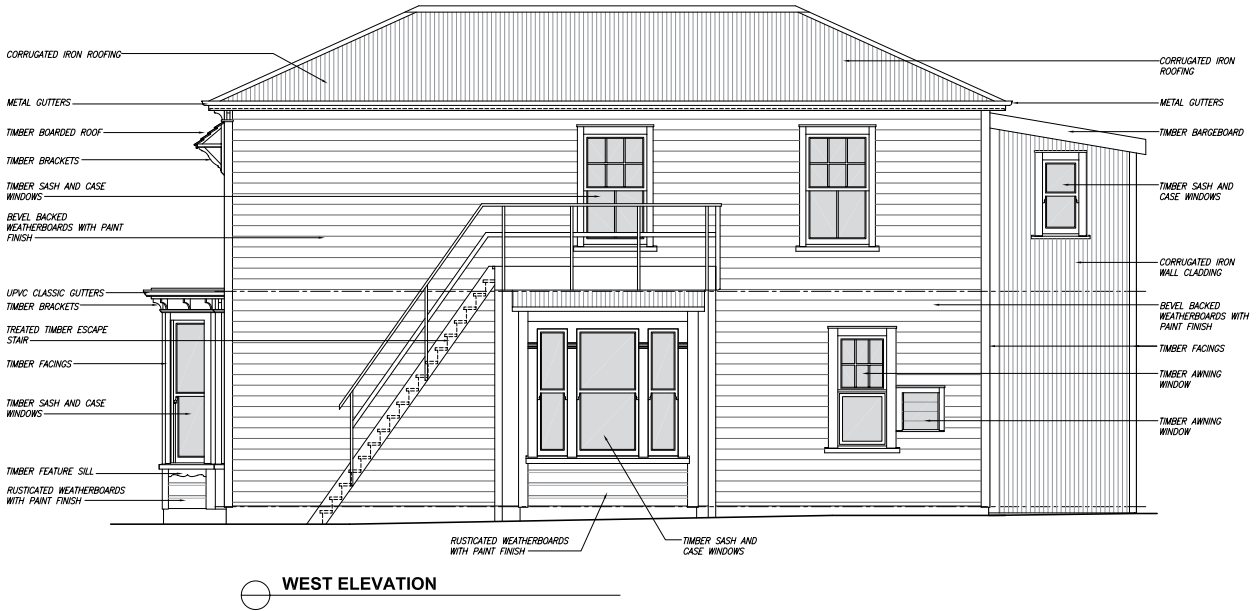 CORRUGATED IRON ROOFING
METAL GUTTERS
TIMBER BOARDED ROOF
TIMBER BRACKETS
TIMBER SASH AND CASE
WINDOWS
BEVEL BACKED
WEATHERBOARDS WITH PAINT
FINISH
UPVC CLASSIC GUTTERS
TIMBER BRACKETS
TREATED TIMBER ESCAPE
STAIR
TIMBER FACINGS
TIMBER SASH AND CASE
WINDOWS
TIMBER FEATURE SILL
RUSTICATED WEATHERBOARDS
WITH PAINT FINISH
CORRUGATED IRON
ROOFING
METAL GUTTERS
TIMBER BARGEBOARD
TIMBER SASH AND
CASE WINDOWS
CORRUGATED IRON
WALL CLADDING
BEVEL BACKED
WEATHERBOARDS WITH
PAINT FINISH
TIMBER FACINGS
TIMBER AWNING
WINDOW
TIMBER AWNING
WINDOW
RUSTICATED WEATHERBOARDS
WITH PAINT FINISH
TIMBER SASH AND
CASE WINDOWS
WEST ELEVATION